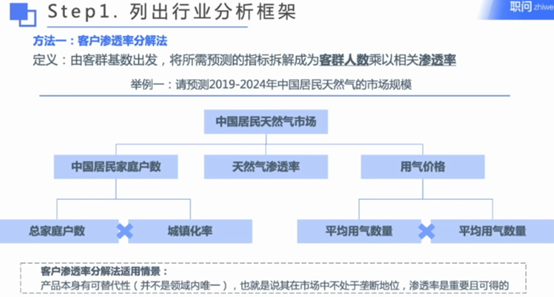 Step1. 列出行业分析框架
职问 zhiwe
方法一：客户渗透率分解法
定义：由客群基数出发，将所需预测的指标拆解成为客群人数乘以相关渗透率
举例一：请预测2019-2024年中国居民天然气的市场规模
中国居民天然气市场
中国居民家庭户数 天然气渗透率 用气价格
总家庭户数 城镇化率 平均用气数量 平均用气数量
客户渗透率分解法适用情景：
产品本身有可替代性（并不是领域内唯一），也就是说其在市场中不处于垄断地位，渗透率是重要且可得的